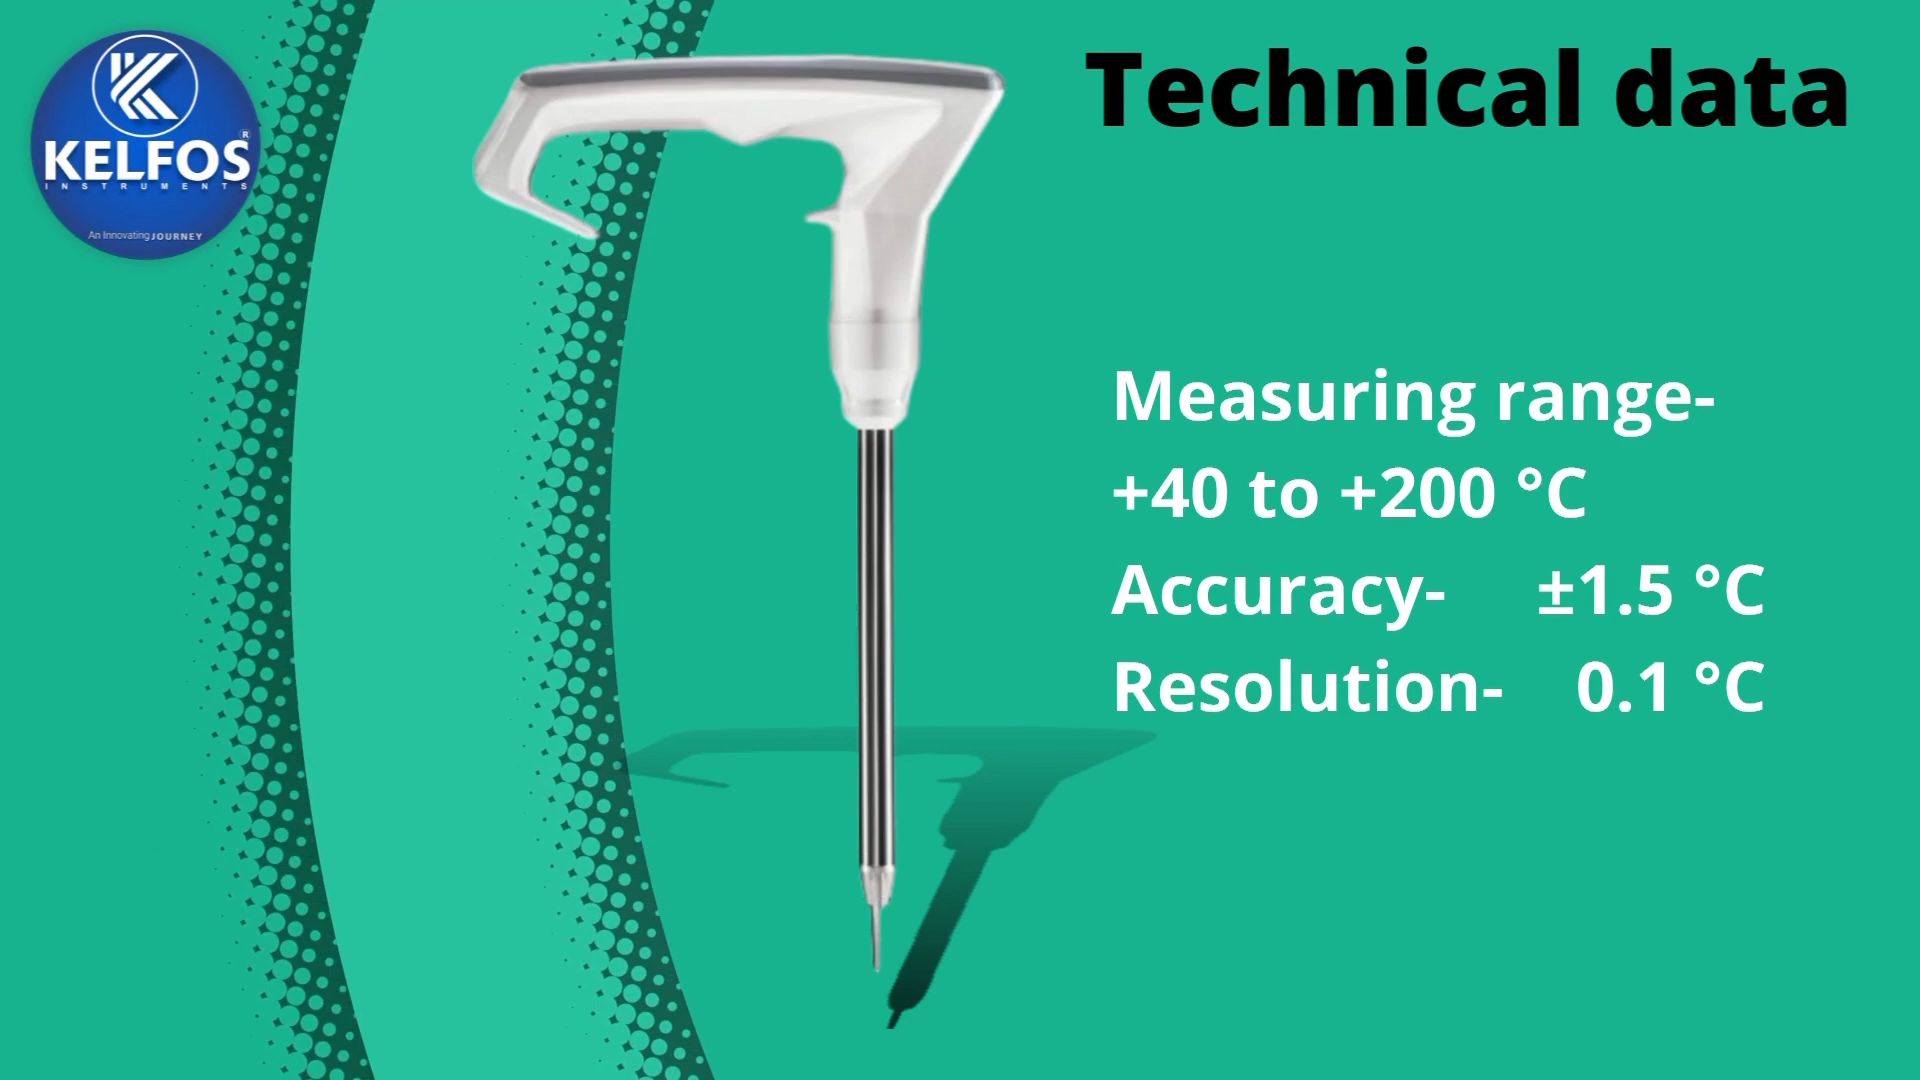 KELFOS
R
INSTRUMENTS
An Innovating JOURNEY
Technical data
Measuring range-
+40 to +200 °C
Accuracy- ±1.5 °C
Resolution- 0.1 °C